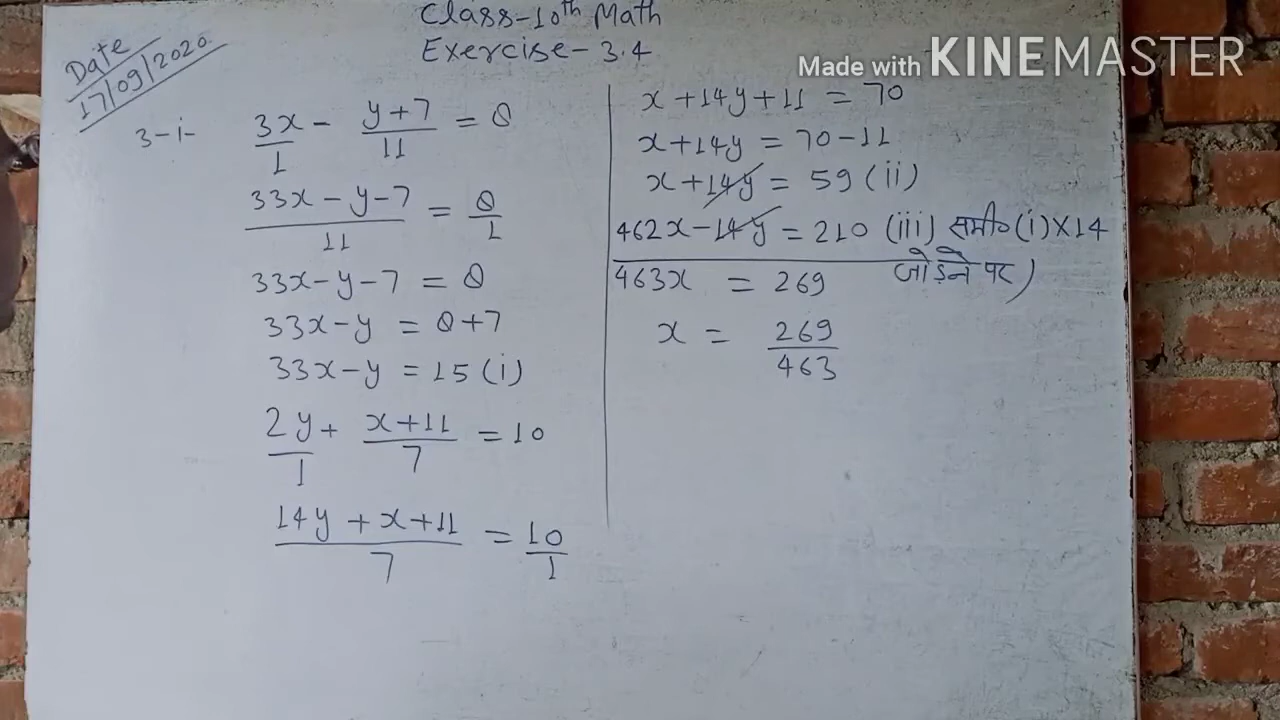 Class-10th Math
Exercise-3.4
Made with KINEMASTER
Date
17/09/2020
3-i- 3x/1 - y+7/11 = 8
33x-y-7/11 = 8/1
33x-y-7 = 8
33x-y = 8+7
33x-y = 15 (i)
2y/1 + x+11/7 = 10
14y+x+11/7 = 10/1
x+14y+11 = 70
x+14y = 70-11
x+14y = 59 (ii)
462x-14y = 210 (iii) समी० (i)×14
463x = 269 जोड़ने पर)
x = 269/463